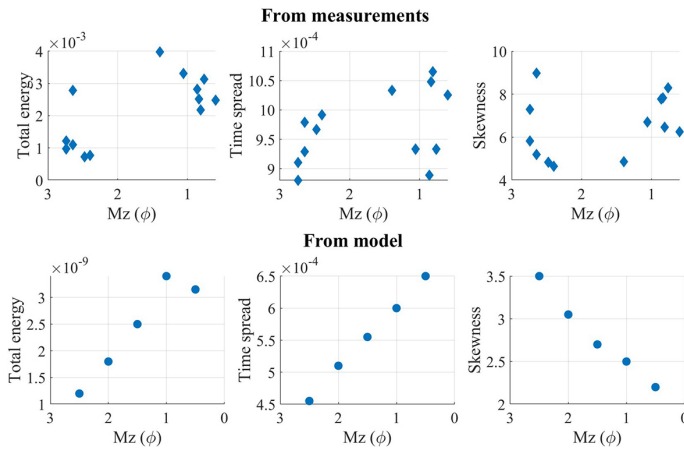 From measurements
×10⁻³
4
3
2
1
0
Total energy
3 2 1
Mz (ϕ)
×10⁻⁴
11
10.5
10
9.5
9
Time spread
3 2 1
Mz (ϕ)
10
8
6
4
Skewness
3 2 1
Mz (ϕ)
From model
×10⁻⁹
3
2.5
2
1.5
1
Total energy
3 2 1 0
Mz (ϕ)
×10⁻⁴
6.5
6
5.5
5
4.5
Time spread
3 2 1 0
Mz (ϕ)
3.5
3
2.5
2
Skewness
3 2 1 0
Mz (ϕ)